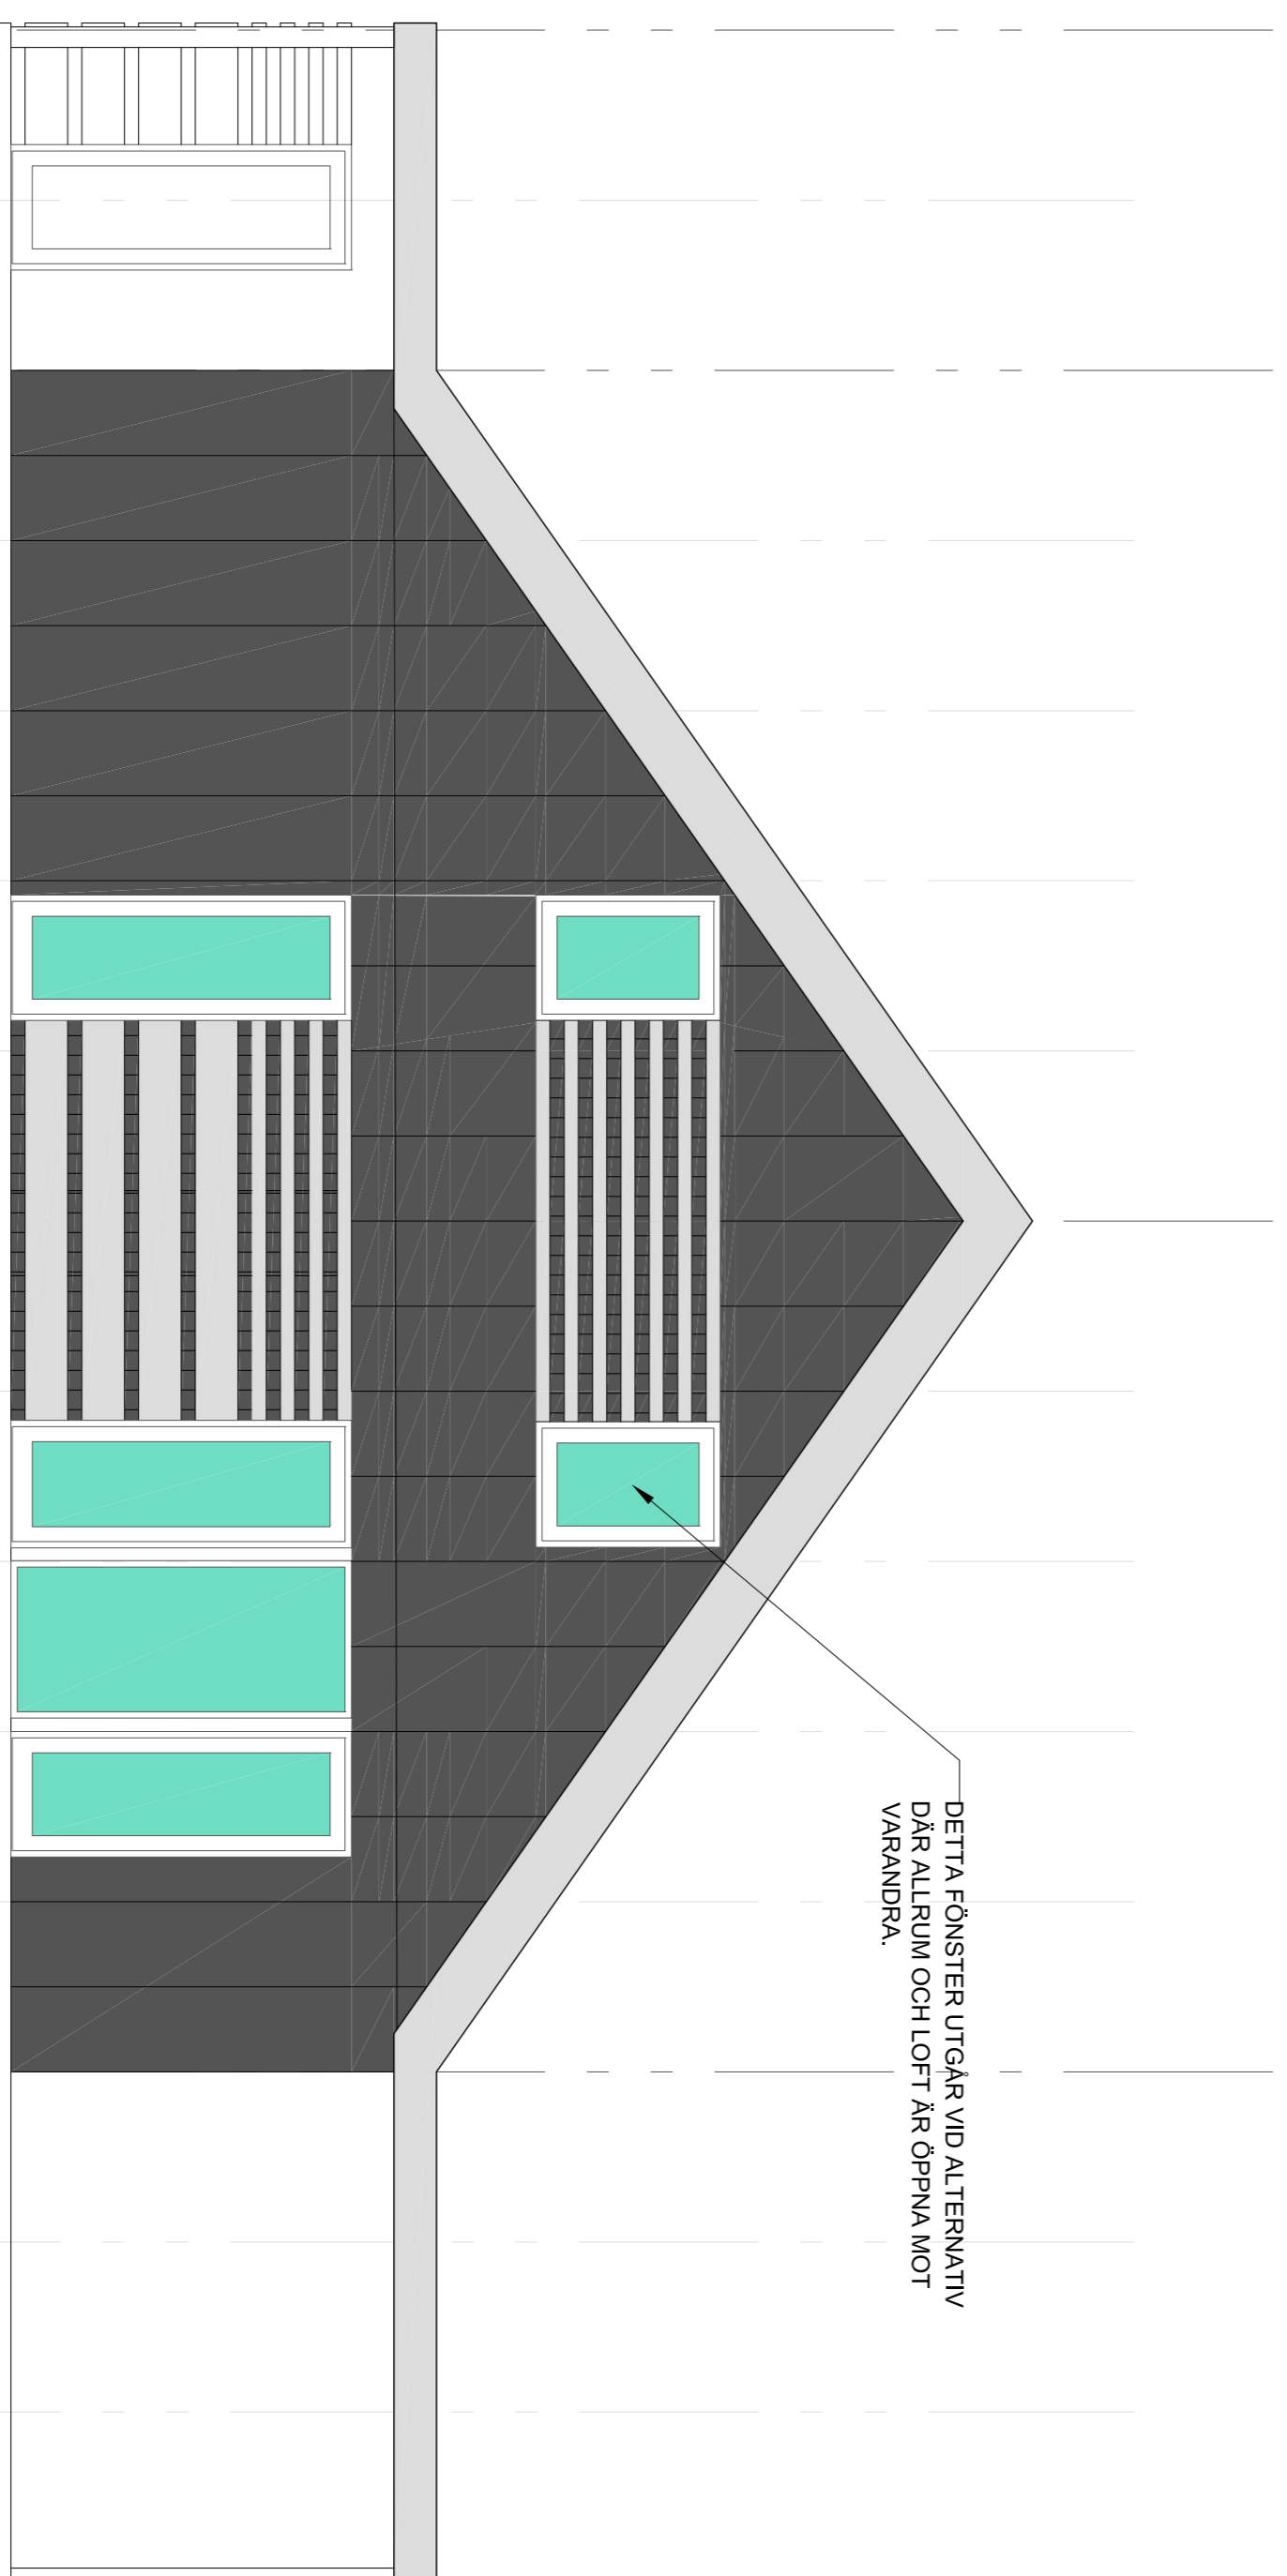 DETTA FÖNSTER UTGÅR VID ALTERNATIV
DÄR ALLRUM OCH LOFT ÄR ÖPPNA MOT
VARANDRA.